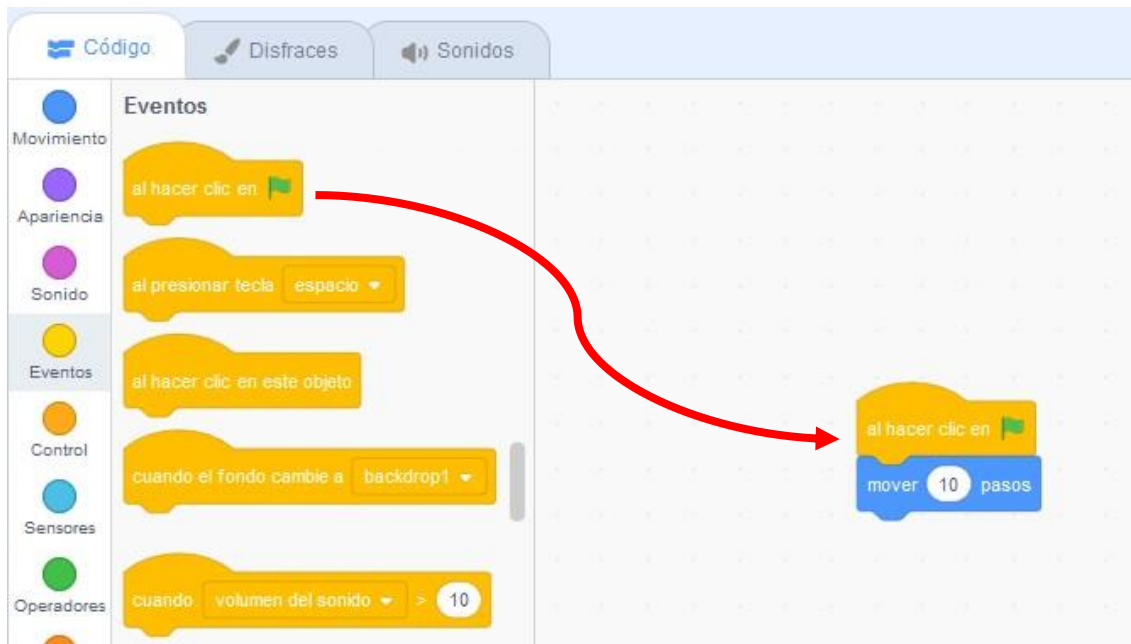 Código
Disfraces
Sonidos
Movimiento
Apariencia
Sonido
Eventos
Control
Sensores
Operadores
Eventos
al hacer clic en
al presionar tecla espacio
al hacer clic en este objeto
cuando el fondo cambie a backdrop1
cuando volumen del sonido > 10
al hacer clic en
mover 10 pasos